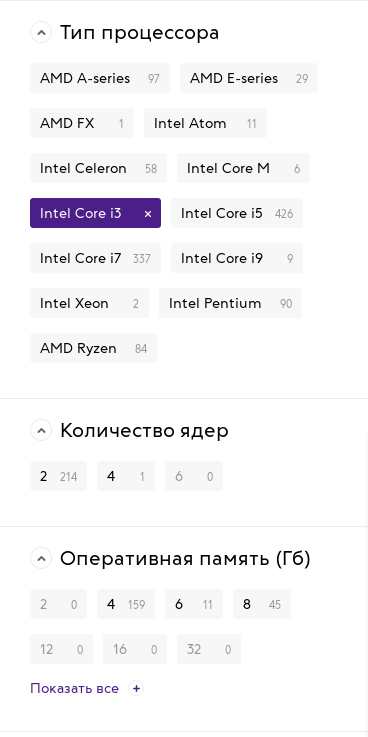 Тип процессора
AMD A-series 97 AMD E-series 29
AMD FX 1 Intel Atom 11
Intel Celeron 58 Intel Core M 6
Intel Core i3 × Intel Core i5 426
Intel Core i7 337 Intel Core i9 9
Intel Xeon 2 Intel Pentium 90
AMD Ryzen 84
Количество ядер
2 214 4 1 6 0
Оперативная память (Гб)
2 0 4 159 6 11 8 45
12 0 16 0 32 0
Показать все +